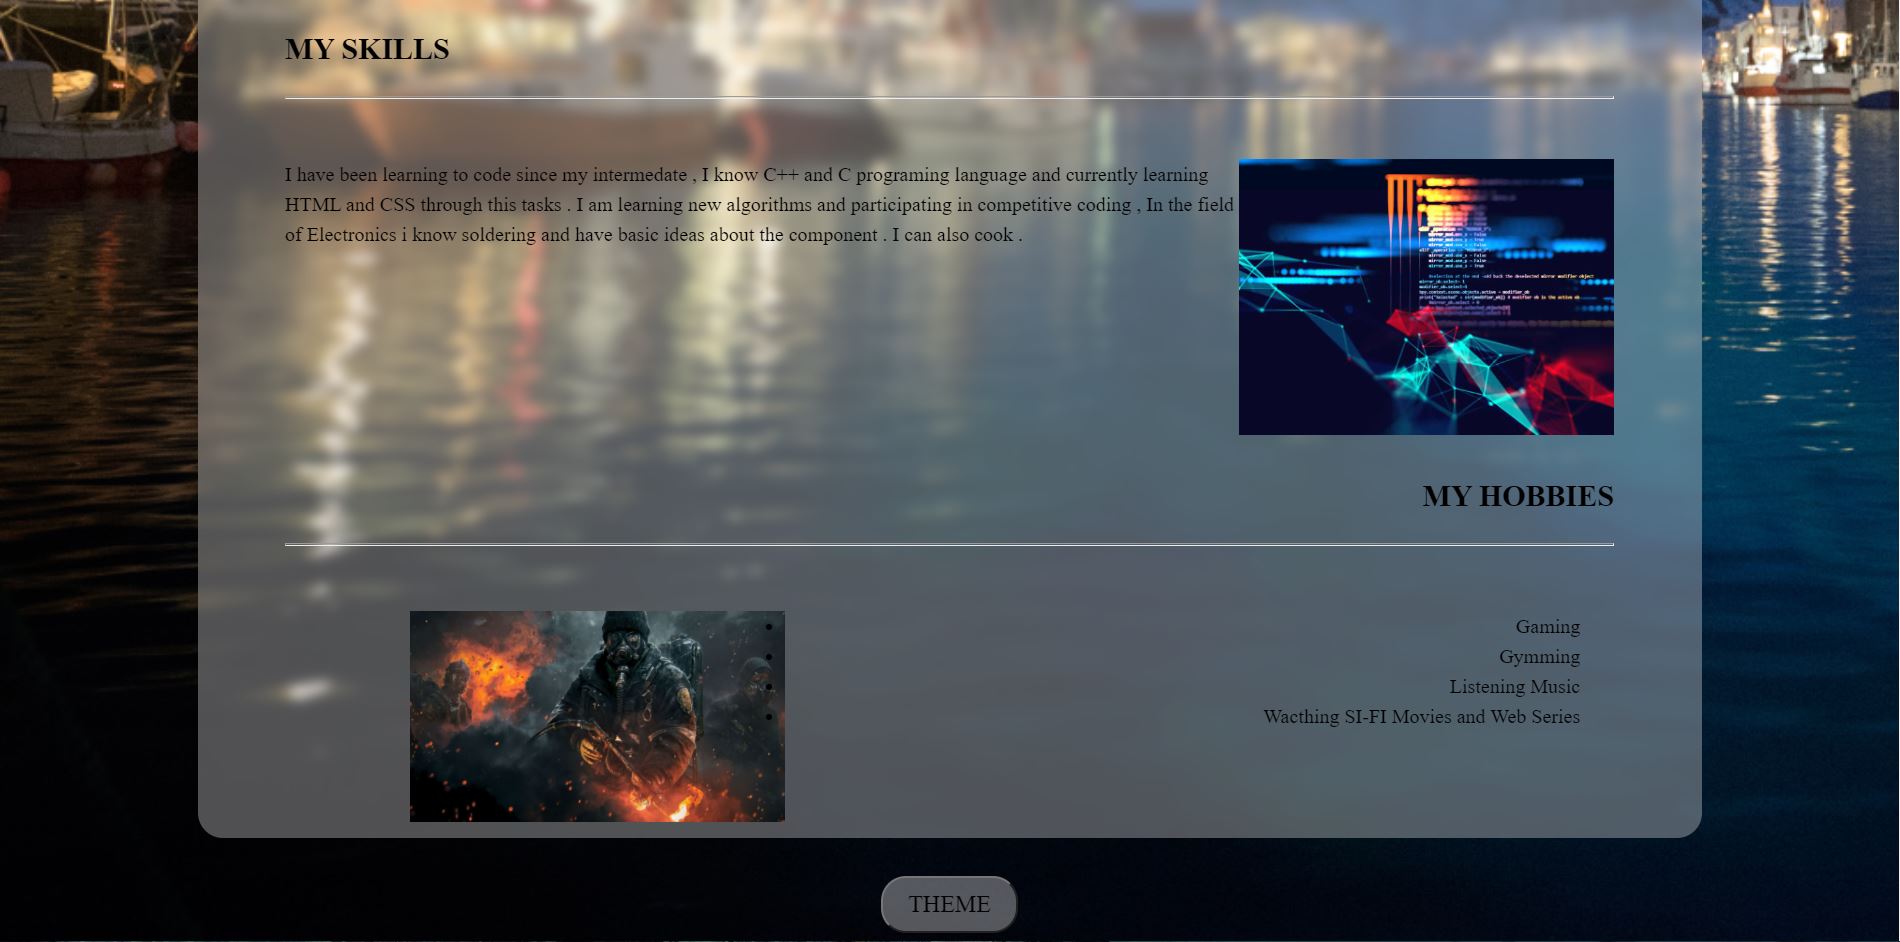 MY SKILLS
I have been learning to code since my intermedate , I know C++ and C programing language and currently learning
HTML and CSS through this tasks . I am learning new algorithms and participating in competitive coding , In the field
of Electronics i know soldering and have basic ideas about the component . I can also cook .
MY HOBBIES
Gaming
Gymming
Listening Music
Wacthing SI-FI Movies and Web Series
THEME